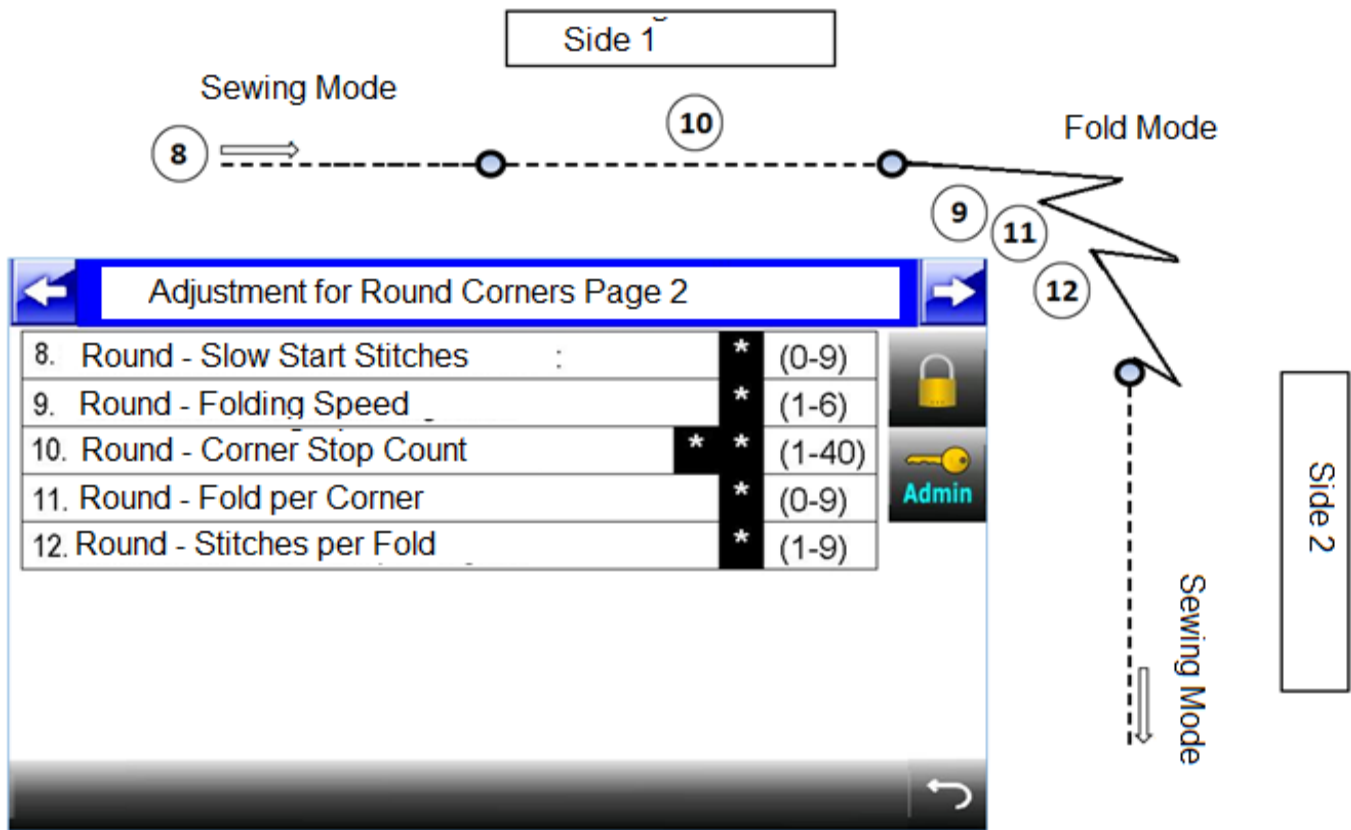 Side 1
Sewing Mode
8
10
Fold Mode
9
11
12
Adjustment for Round Corners Page 2
8. Round - Slow Start Stitches : * (0-9)
9. Round - Folding Speed * (1-6)
10. Round - Corner Stop Count * * (1-40)
11. Round - Fold per Corner * (0-9)
12. Round - Stitches per Fold * (1-9)
Admin
Side 2
Sewing Mode